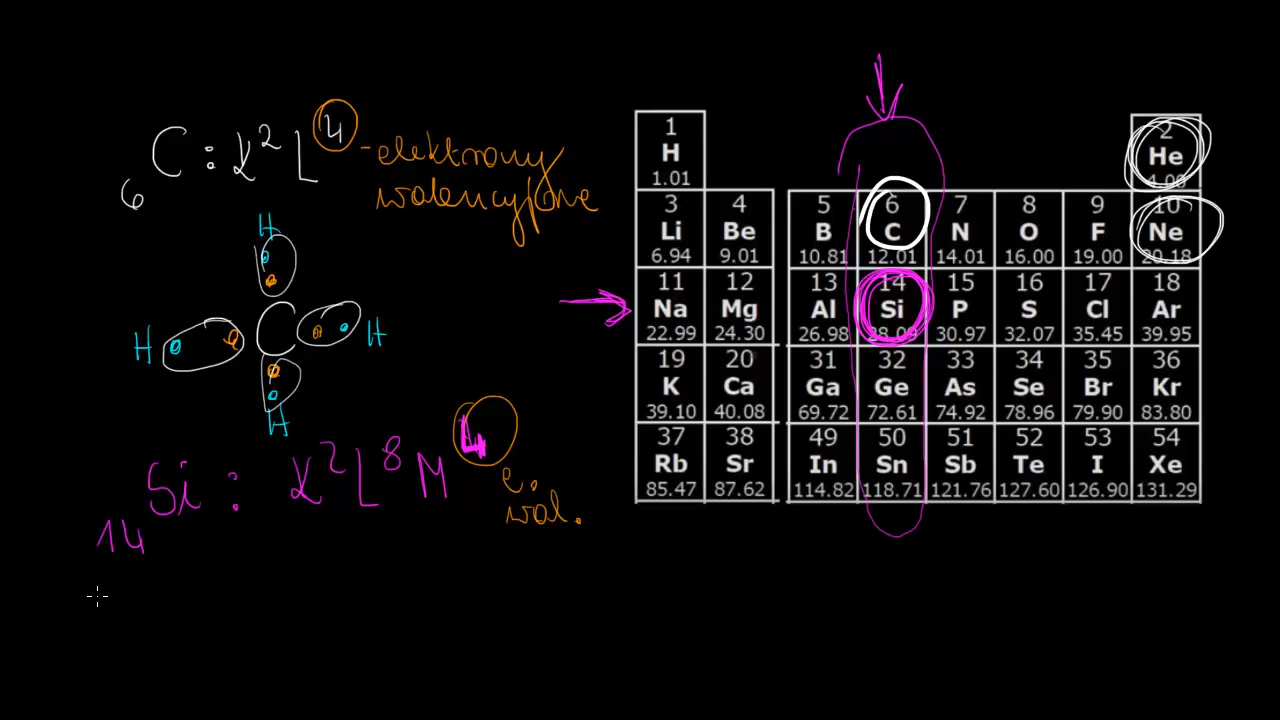 C: K² L⁴ - elektrony
walencyjne
6
H
H C H
H
Si: K² L⁸ M⁴
e.
wal.
14
1 2
H He
1.01 4.00
3 4 5 6 7 8 9 10
Li Be B C N O F Ne
6.94 9.01 10.81 12.01 14.01 16.00 19.00 20.18
11 12 13 14 15 16 17 18
Na Mg Al Si P S Cl Ar
22.99 24.30 26.98 28.09 30.97 32.07 35.45 39.95
19 20 31 32 33 34 35 36
K Ca Ga Ge As Se Br Kr
39.10 40.08 69.72 72.61 74.92 78.96 79.90 83.80
37 38 49 50 51 52 53 54
Rb Sr In Sn Sb Te I Xe
85.47 87.62 114.82 118.71 121.76 127.60 126.90 131.29